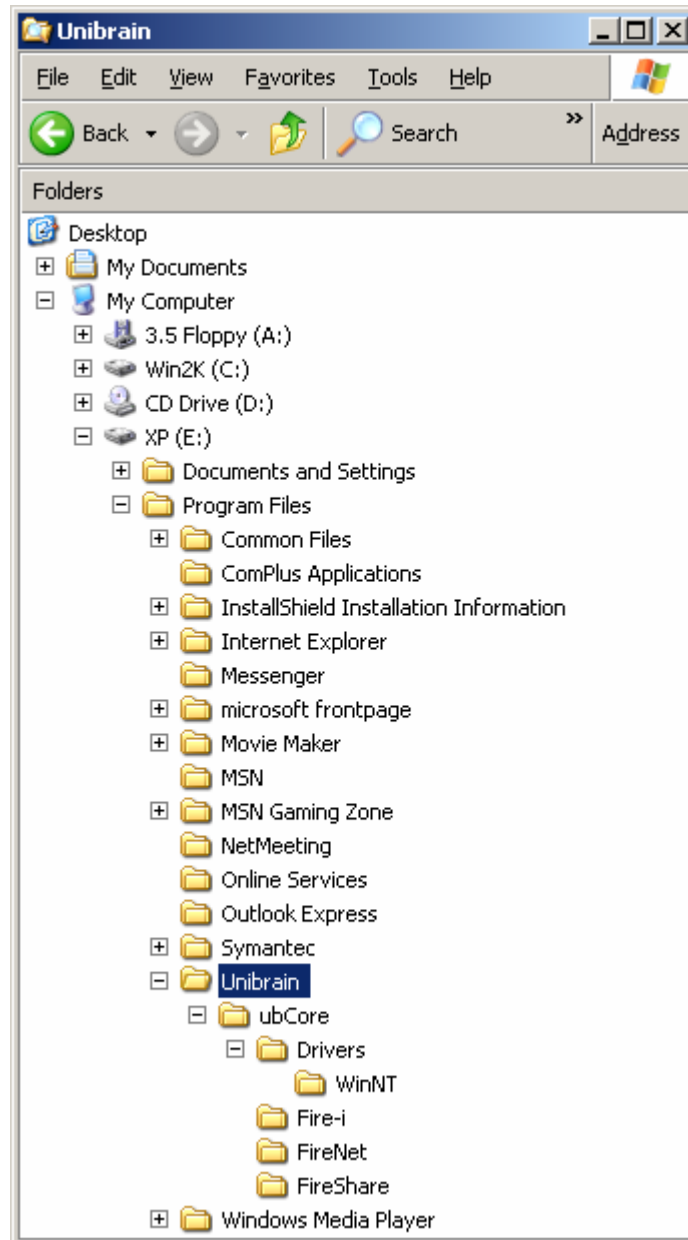 Unibrain
File Edit View Favorites Tools Help
Back Search » Address
Folders
Desktop
My Documents
My Computer
3.5 Floppy (A:)
Win2K (C:)
CD Drive (D:)
XP (E:)
Documents and Settings
Program Files
Common Files
ComPlus Applications
InstallShield Installation Information
Internet Explorer
Messenger
microsoft frontpage
Movie Maker
MSN
MSN Gaming Zone
NetMeeting
Online Services
Outlook Express
Symantec
Unibrain
ubCore
Drivers
WinNT
Fire-i
FireNet
FireShare
Windows Media Player